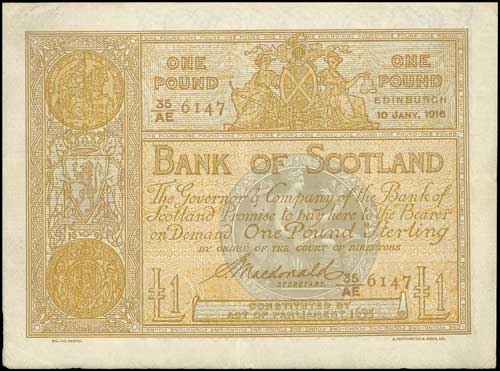 ONE POUND
ONE POUND
35/AE 6147
EDINBURGH
10 JANY. 1916
BANK OF SCOTLAND
The Governor & Company of the Bank of
Scotland Promise to pay here to the Bearer
on Demand One Pound Sterling
BY ORDER OF THE COURT OF DIRECTORS
JMacdonald
SECRETARY
35/AE 6147
£1
£1
CONSTITUTED BY
ACT OF PARLIAMENT 1695